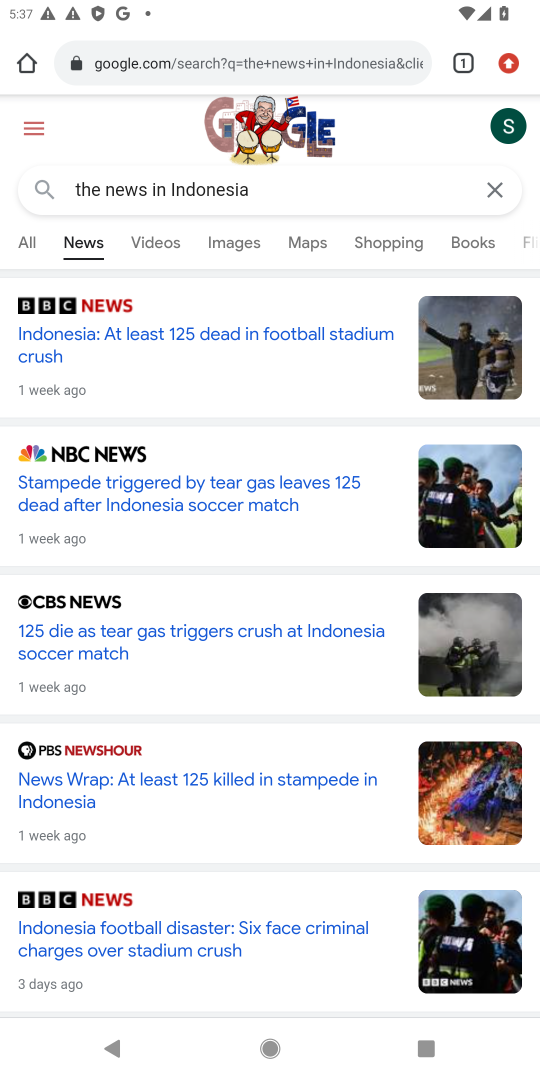 5:37
google.com/search?q=the+news+in+Indonesia&clie
1
S
the news in Indonesia
All News Videos Images Maps Shopping Books Fli
BBC NEWS
Indonesia: At least 125 dead in football stadium
crush
1 week ago
NEWS
NBC NEWS
Stampede triggered by tear gas leaves 125
dead after Indonesia soccer match
1 week ago
CBS NEWS
125 die as tear gas triggers crush at Indonesia
soccer match
1 week ago
PBS NEWSHOUR
News Wrap: At least 125 killed in stampede in
Indonesia
1 week ago
BBC NEWS
Indonesia football disaster: Six face criminal
charges over stadium crush
3 days ago
BBC NEWS